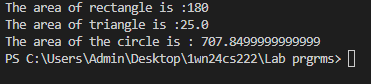 The area of rectangle is :180
The area of triangle is :25.0
The area of the circle is : 707.8499999999999
PS C:\Users\Admin\Desktop\1wn24cs222\Lab prgrms>